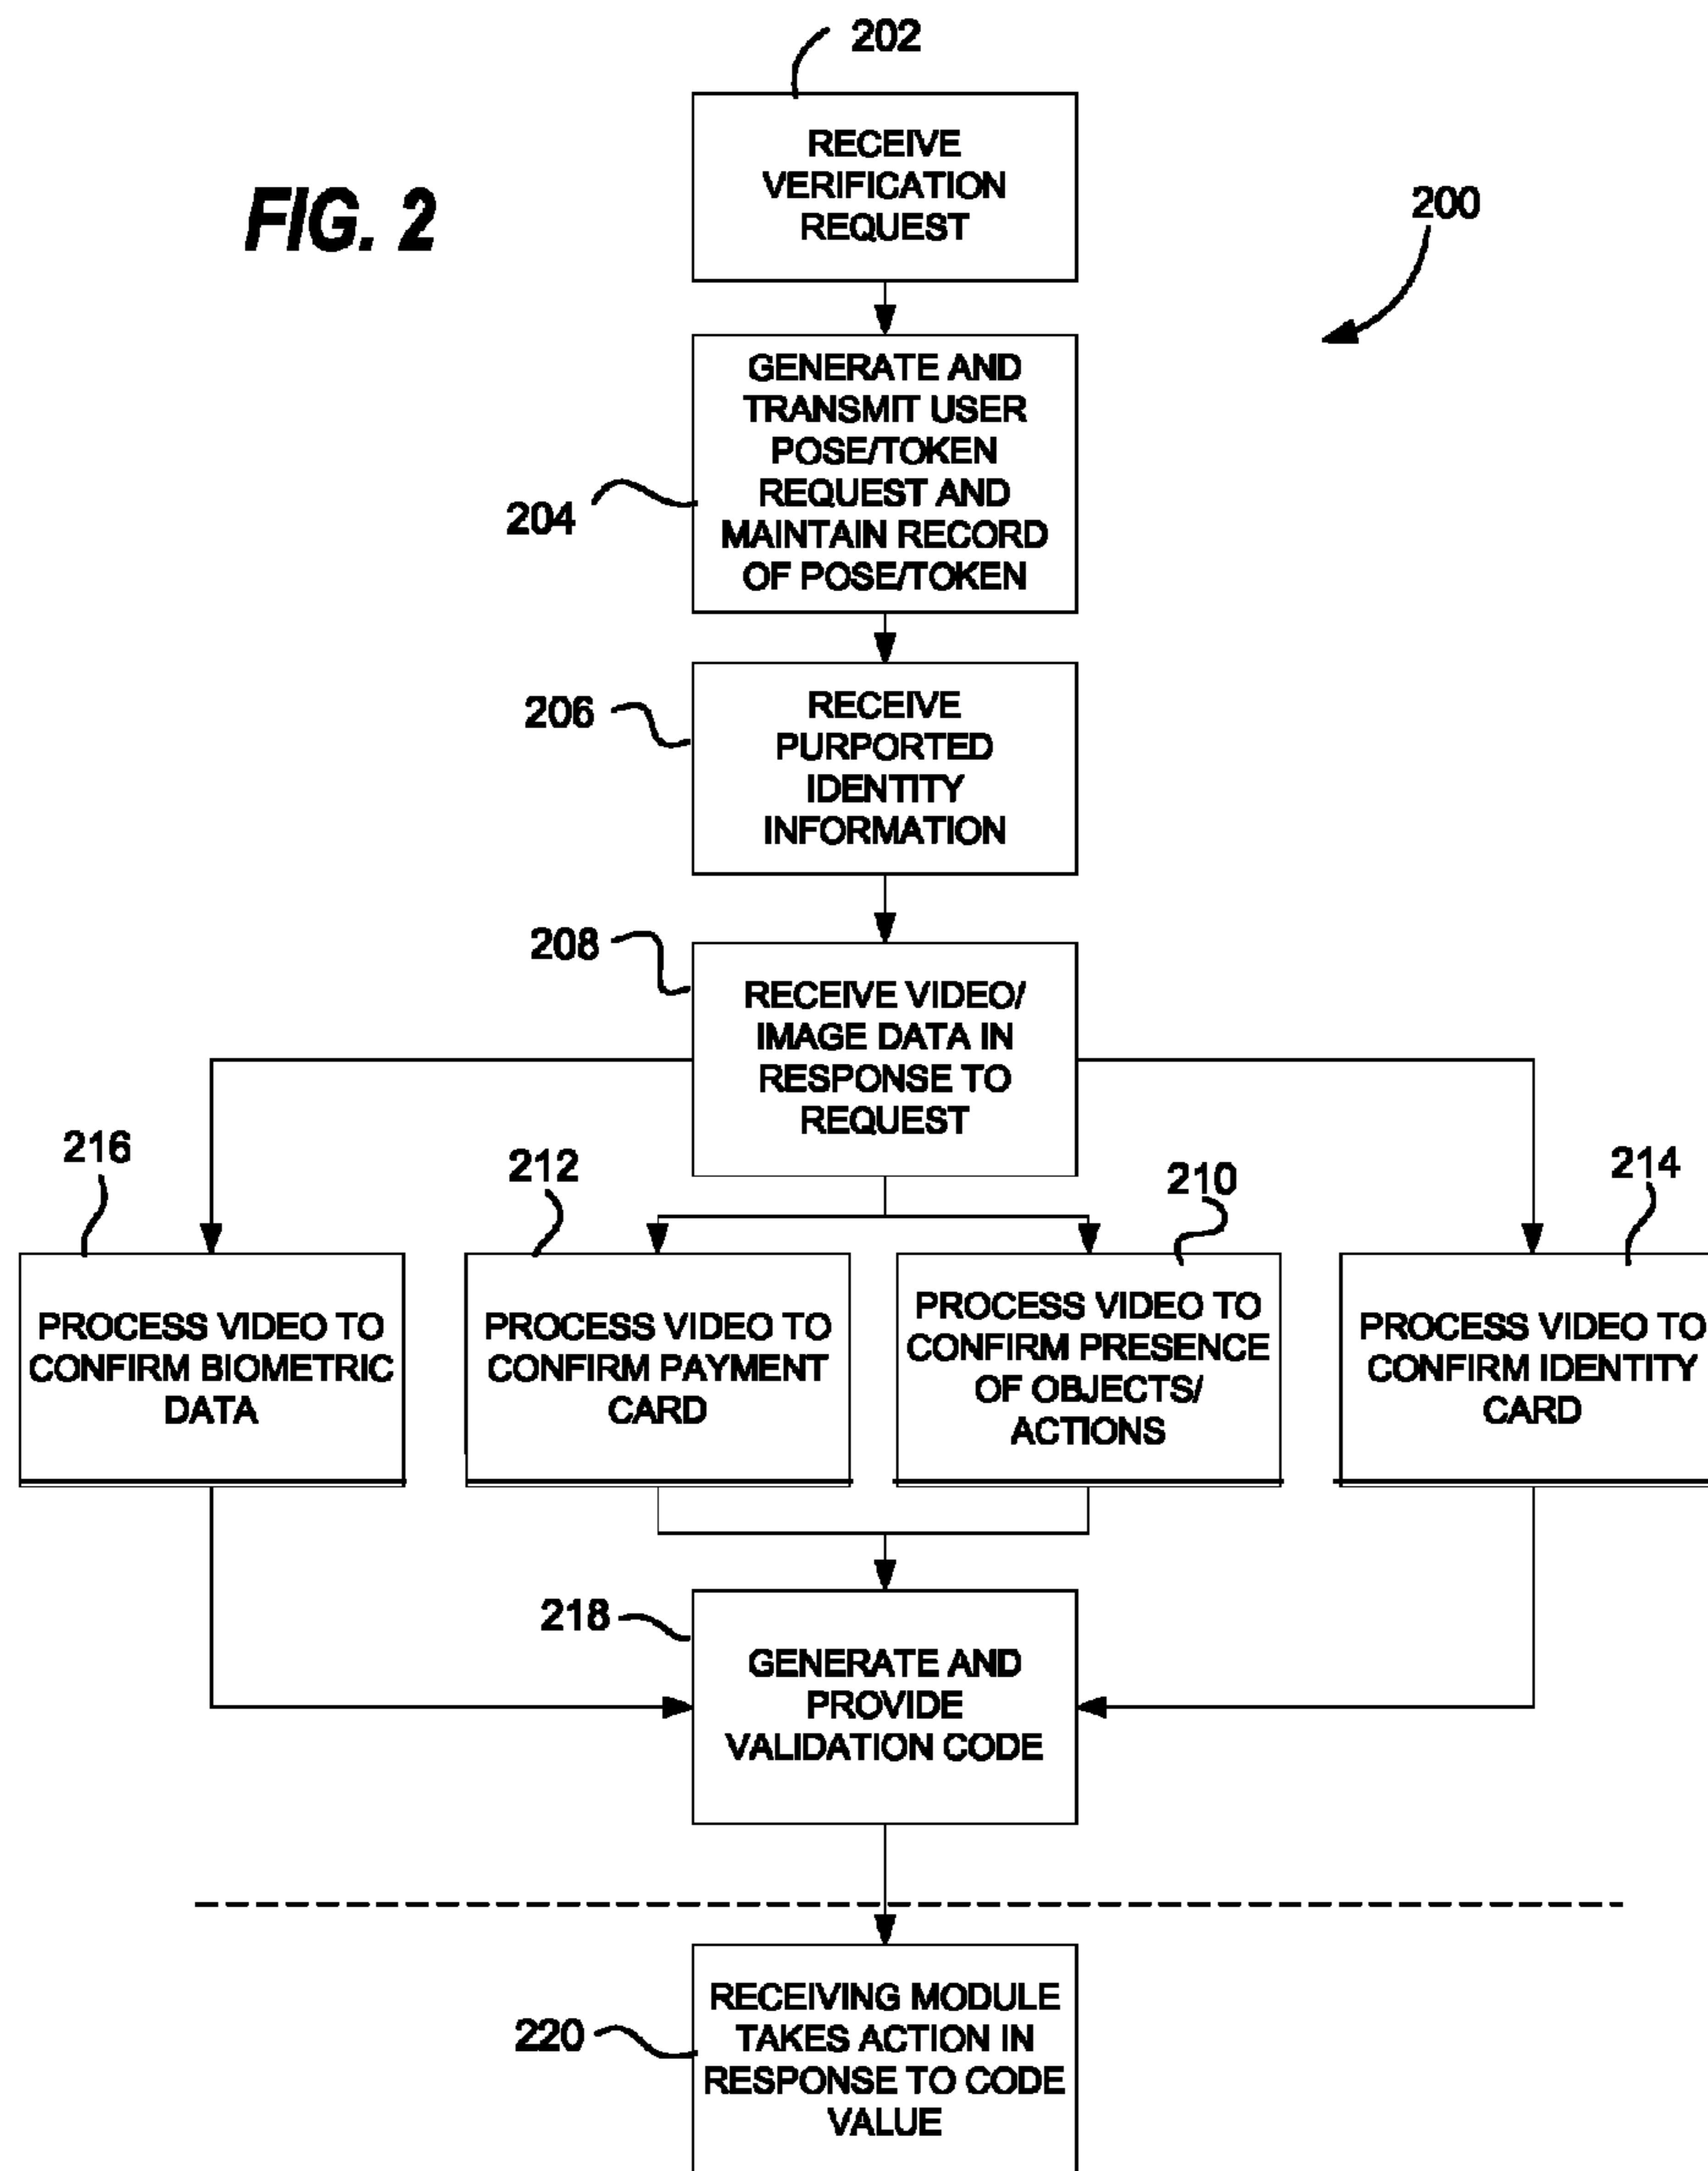 202
RECEIVE
VERIFICATION
REQUEST
FIG. 2
200
GENERATE AND
TRANSMIT USER
POSE/TOKEN
REQUEST AND
MAINTAIN RECORD
OF POSE/TOKEN
204
206
RECEIVE
PURPORTED
IDENTITY
INFORMATION
208
RECEIVE VIDEO/
IMAGE DATA IN
RESPONSE TO
REQUEST
216
212
210
214
PROCESS VIDEO TO
CONFIRM BIOMETRIC
DATA
PROCESS VIDEO TO
CONFIRM PAYMENT
CARD
PROCESS VIDEO TO
CONFIRM PRESENCE
OF OBJECTS/
ACTIONS
PROCESS VIDEO TO
CONFIRM IDENTITY
CARD
218
GENERATE AND
PROVIDE
VALIDATION CODE
220
RECEIVING MODULE
TAKES ACTION IN
RESPONSE TO CODE
VALUE